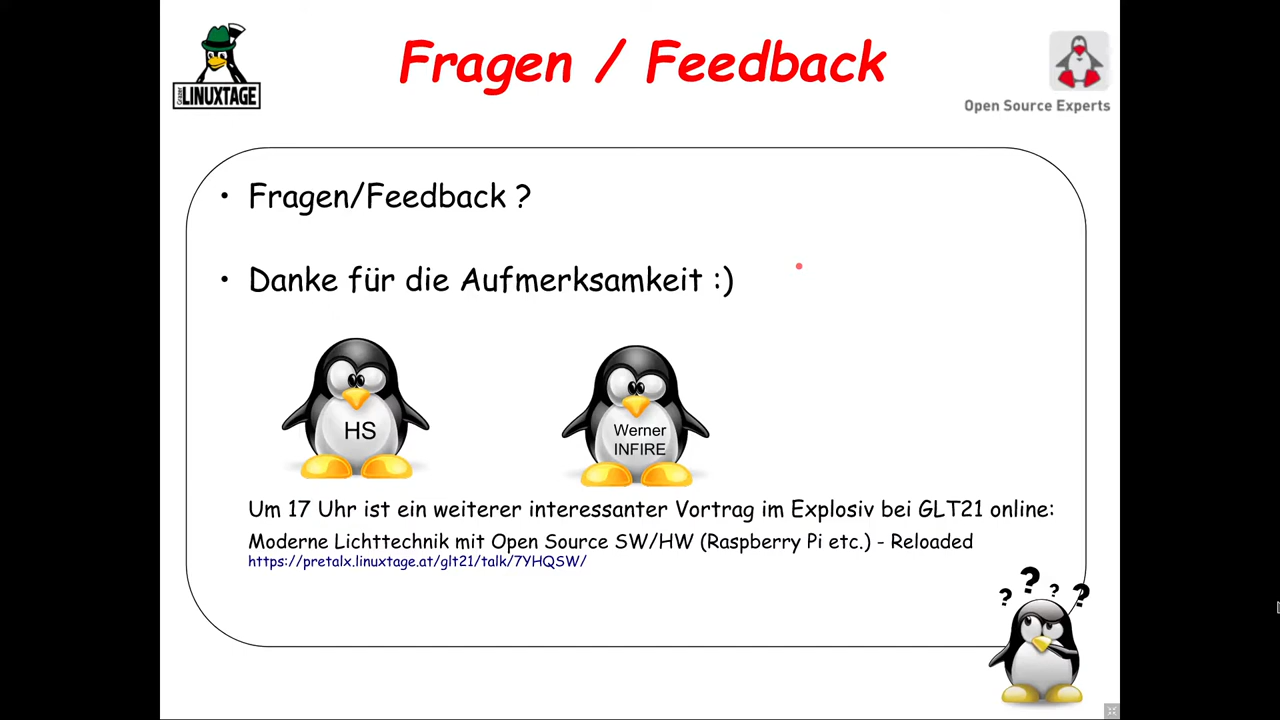 Fragen / Feedback
Grazer
LINUXTAGE
Open Source Experts
• Fragen/Feedback ?
• Danke für die Aufmerksamkeit :)
HS
Werner
INFIRE
Um 17 Uhr ist ein weiterer interessanter Vortrag im Explosiv bei GLT21 online:
Moderne Lichttechnik mit Open Source SW/HW (Raspberry Pi etc.) - Reloaded
https://pretalx.linuxtage.at/glt21/talk/7YHQSW/
? ? ? ?